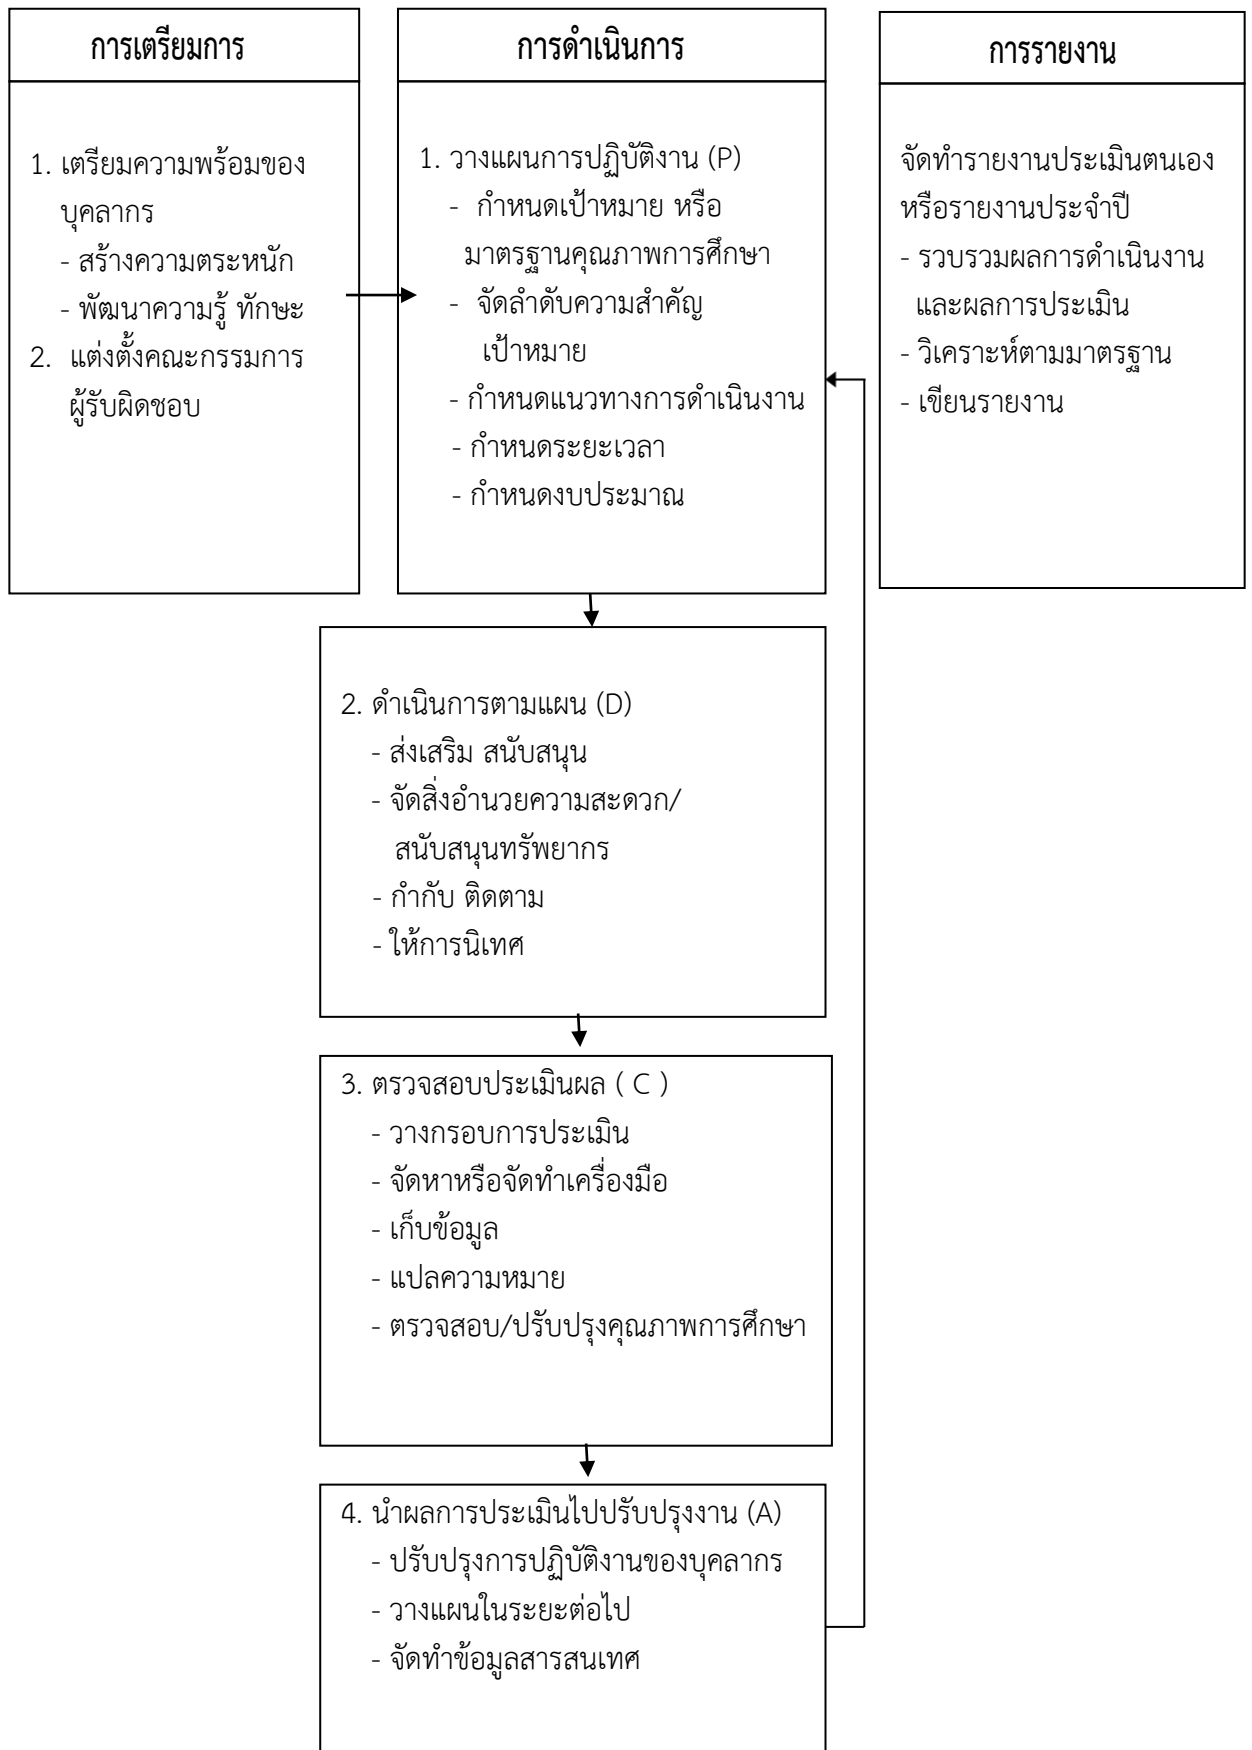 การเตรียมการ
1. เตรียมความพร้อมของ
บุคลากร
- สร้างความตระหนัก
- พัฒนาความรู้ ทักษะ
2. แต่งตั้งคณะกรรมการ
ผู้รับผิดชอบ
การดำเนินการ
1. วางแผนการปฏิบัติงาน (P)
- กำหนดเป้าหมาย หรือ
มาตรฐานคุณภาพการศึกษา
- จัดลำดับความสำคัญ
เป้าหมาย
- กำหนดแนวทางการดำเนินงาน
- กำหนดระยะเวลา
- กำหนดงบประมาณ
การรายงาน
จัดทำรายงานประเมินตนเอง
หรือรายงานประจำปี
- รวบรวมผลการดำเนินงาน
และผลการประเมิน
- วิเคราะห์ตามมาตรฐาน
- เขียนรายงาน
2. ดำเนินการตามแผน (D)
- ส่งเสริม สนับสนุน
- จัดสิ่งอำนวยความสะดวก/
สนับสนุนทรัพยากร
- กำกับ ติดตาม
- ให้การนิเทศ
3. ตรวจสอบประเมินผล ( C )
- วางกรอบการประเมิน
- จัดหาหรือจัดทำเครื่องมือ
- เก็บข้อมูล
- แปลความหมาย
- ตรวจสอบ/ปรับปรุงคุณภาพการศึกษา
4. นำผลการประเมินไปปรับปรุงงาน (A)
- ปรับปรุงการปฏิบัติงานของบุคลากร
- วางแผนในระยะต่อไป
- จัดทำข้อมูลสารสนเทศ